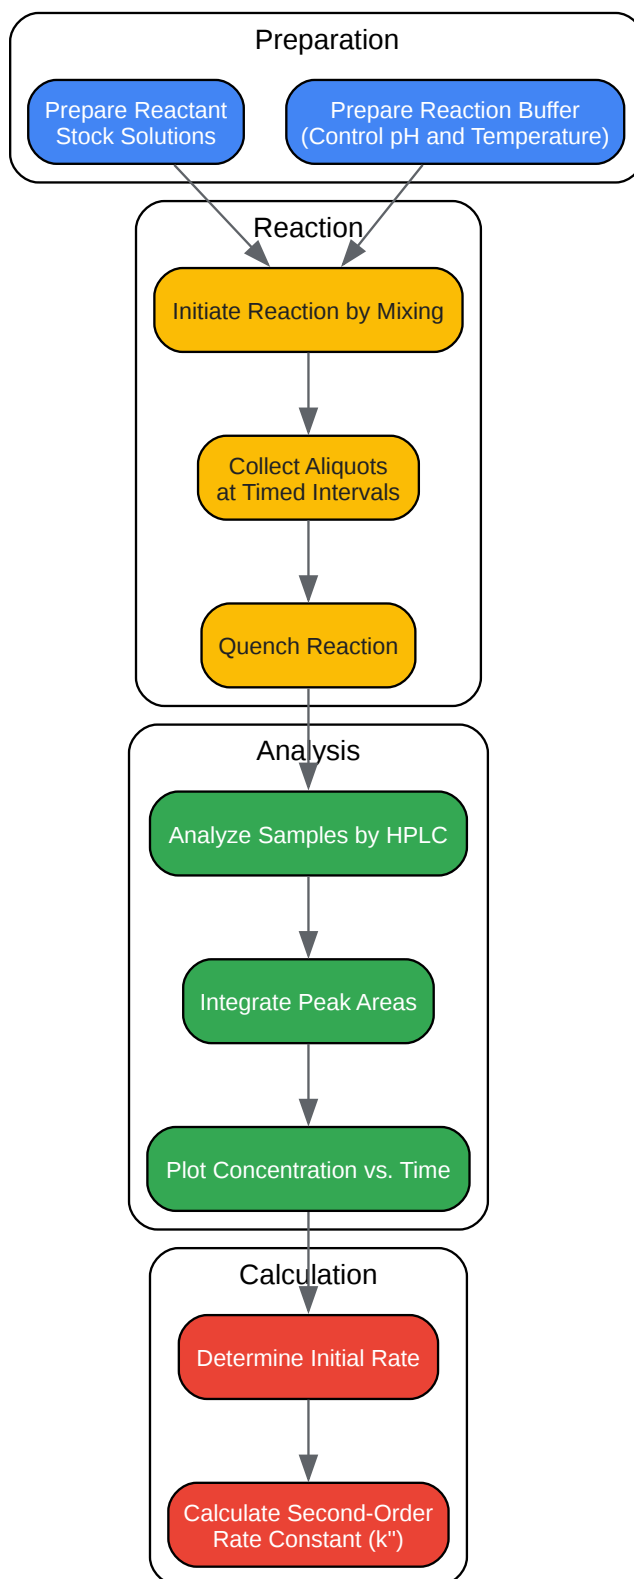 Preparation
Prepare Reactant
Stock Solutions
Prepare Reaction Buffer
(Control pH and Temperature)
Reaction
Initiate Reaction by Mixing
Collect Aliquots
at Timed Intervals
Quench Reaction
Analysis
Analyze Samples by HPLC
Integrate Peak Areas
Plot Concentration vs. Time
Calculation
Determine Initial Rate
Calculate Second-Order
Rate Constant (k'')